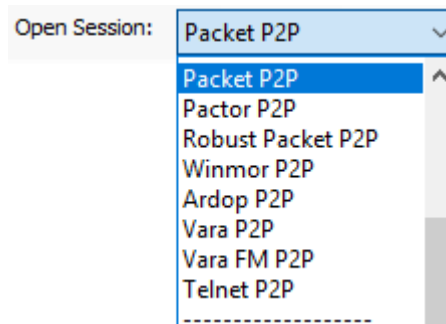 Open Session: Packet P2P
Packet P2P
Pactor P2P
Robust Packet P2P
Winmor P2P
Ardop P2P
Vara P2P
Vara FM P2P
Telnet P2P
-------------------